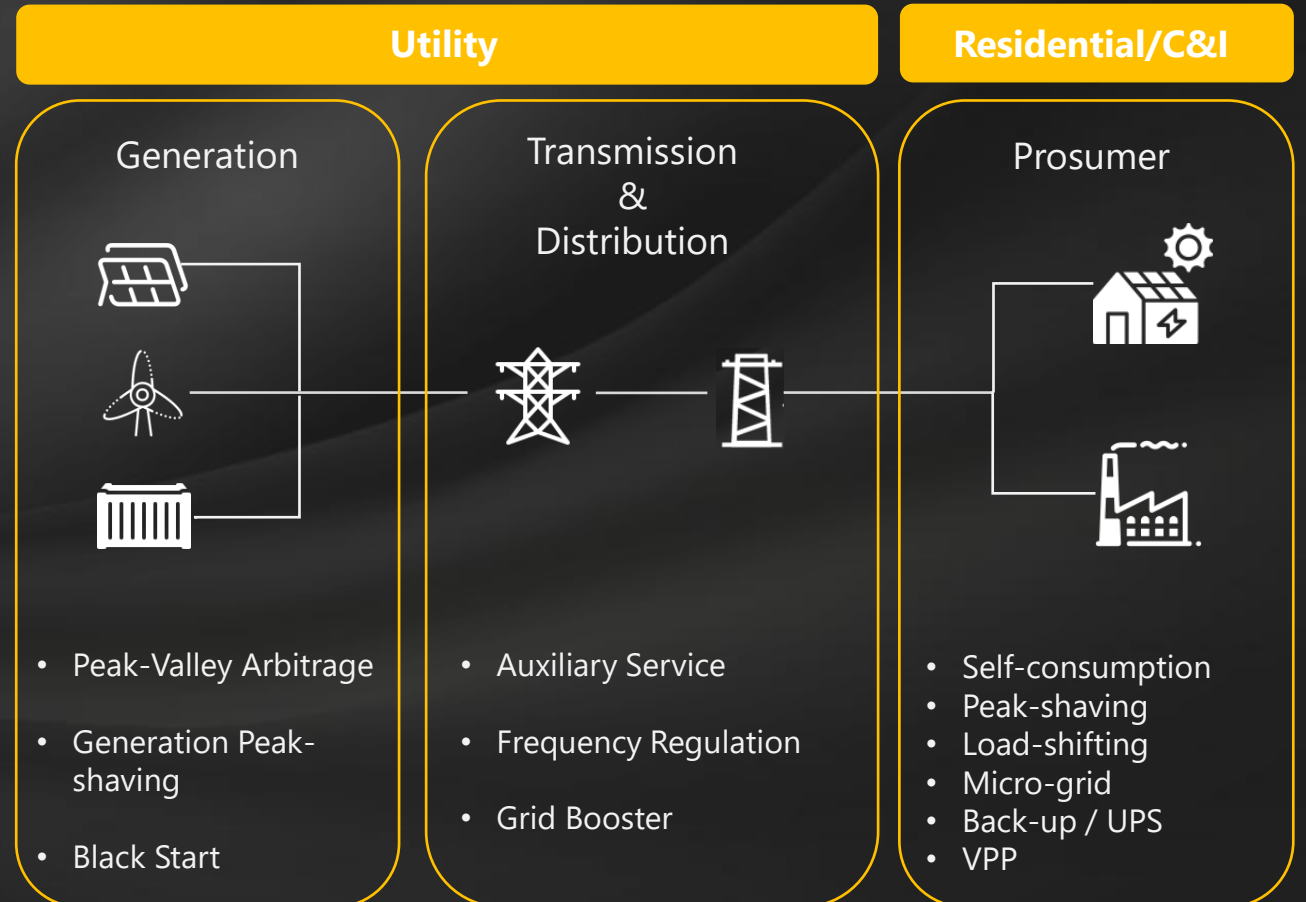 Utility
Residential/C&I
Generation
Transmission
&
Distribution
Prosumer
• Peak-Valley Arbitrage
• Generation Peak-
shaving
• Black Start
• Auxiliary Service
• Frequency Regulation
• Grid Booster
• Self-consumption
• Peak-shaving
• Load-shifting
• Micro-grid
• Back-up / UPS
• VPP